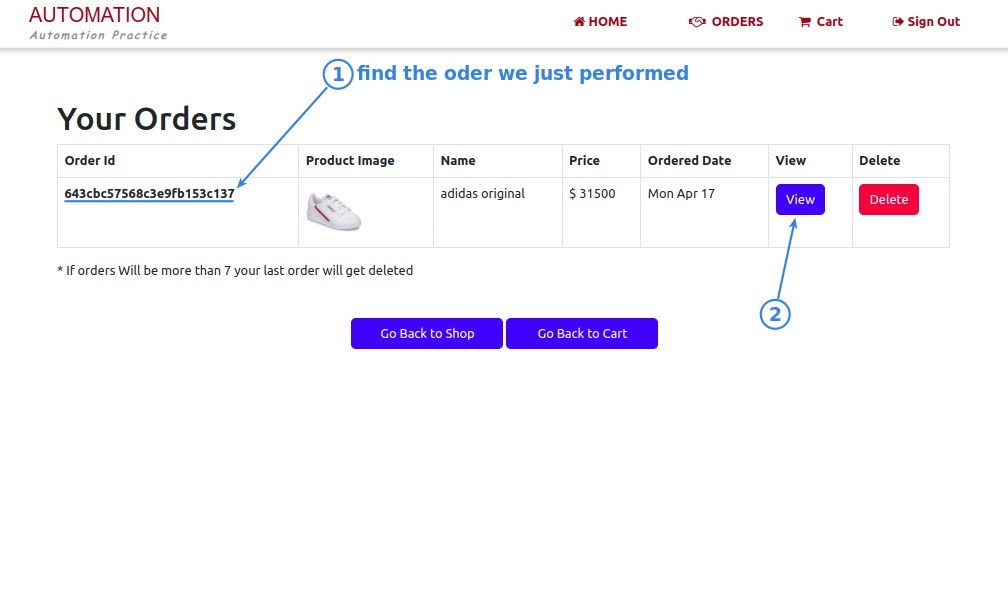 AUTOMATION
Automation Practice
HOME ORDERS Cart Sign Out
1 find the oder we just performed
Your Orders
Order Id Product Image Name Price Ordered Date View Delete
643cbc57568c3e9fb153c137 adidas original $ 31500 Mon Apr 17 View Delete
* If orders Will be more than 7 your last order will get deleted
2
Go Back to Shop Go Back to Cart